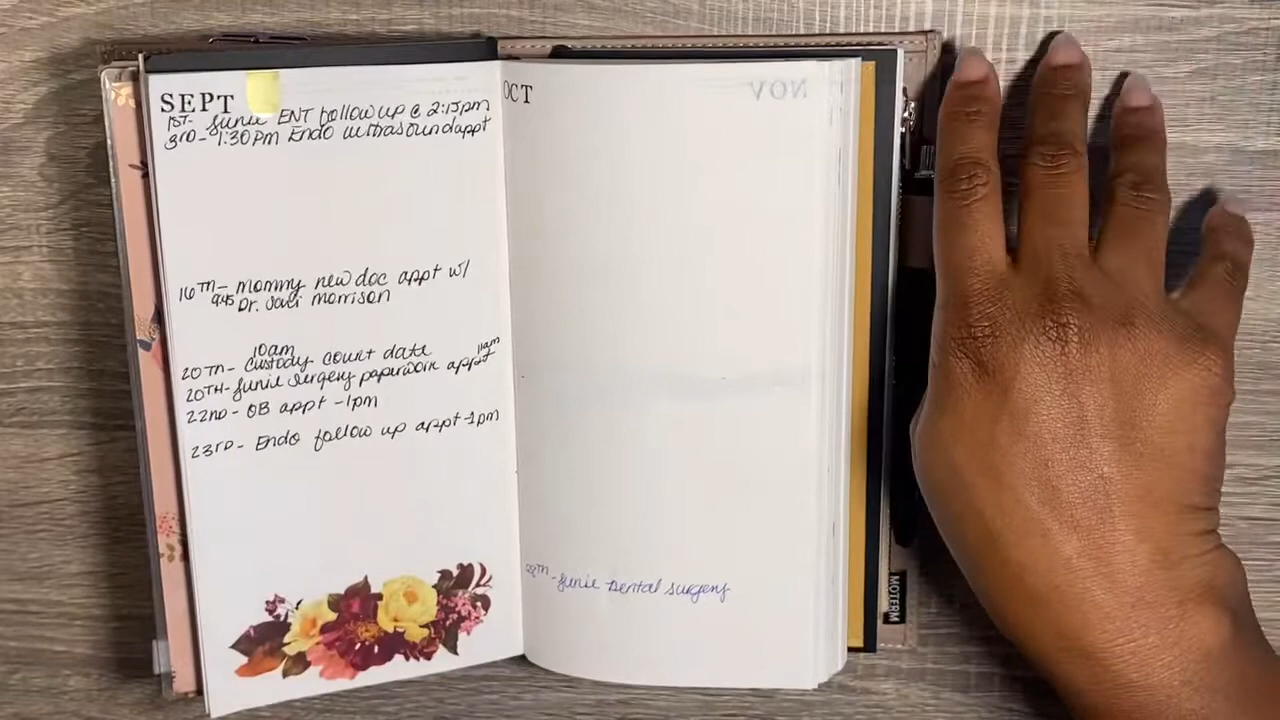 SEPT
1ST- Junie ENT follow up @ 2:15pm
3RD- 1:30pm Endo ultrasound appt
16TH- mommy new doc appt w/
9:45 Dr. Morrison
10am
20TH- Custody court date
11am
20TH- Junie surgery paperwork appt
22nd- OB appt -1pm
23RD- Endo follow up appt-1pm
OCT
28TH- Junie Dental surgery
NOV
MOTERM